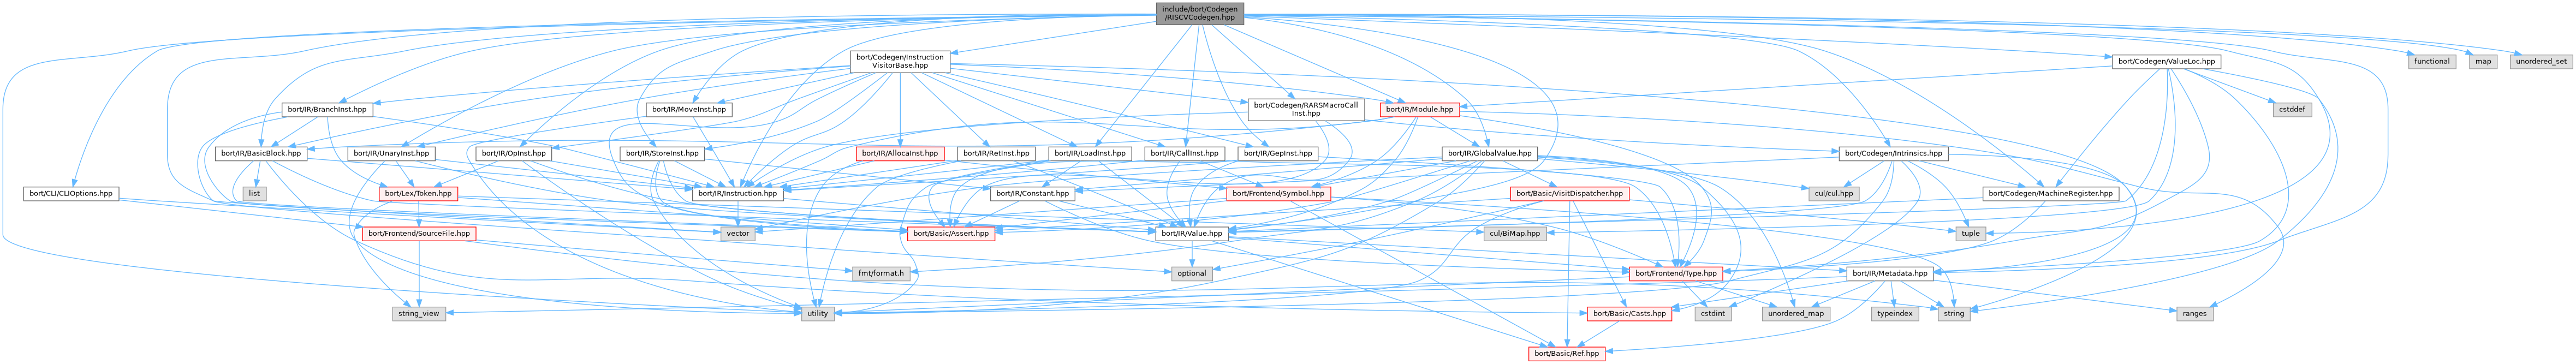 include/bort/Codegen
/RISCVCodegen.hpp
bort/Codegen/Instruction
VisitorBase.hpp
bort/Codegen/ValueLoc.hpp
functional
map
unordered_set
bort/IR/BranchInst.hpp
bort/IR/MoveInst.hpp
bort/Codegen/RARSMacroCall
Inst.hpp
bort/IR/Module.hpp
cstddef
bort/IR/BasicBlock.hpp
bort/IR/UnaryInst.hpp
bort/IR/OpInst.hpp
bort/IR/StoreInst.hpp
bort/IR/AllocaInst.hpp
bort/IR/RetInst.hpp
bort/IR/LoadInst.hpp
bort/IR/CallInst.hpp
bort/IR/GepInst.hpp
bort/IR/GlobalValue.hpp
bort/Codegen/Intrinsics.hpp
bort/CLI/CLIOptions.hpp
list
bort/Lex/Token.hpp
bort/IR/Instruction.hpp
bort/IR/Constant.hpp
bort/Frontend/Symbol.hpp
bort/Basic/VisitDispatcher.hpp
cul/cul.hpp
bort/Codegen/MachineRegister.hpp
bort/Frontend/SourceFile.hpp
vector
bort/Basic/Assert.hpp
bort/IR/Value.hpp
cul/BiMap.hpp
tuple
fmt/format.h
optional
bort/Frontend/Type.hpp
bort/IR/Metadata.hpp
string_view
utility
bort/Basic/Casts.hpp
cstdint
unordered_map
typeindex
string
ranges
bort/Basic/Ref.hpp